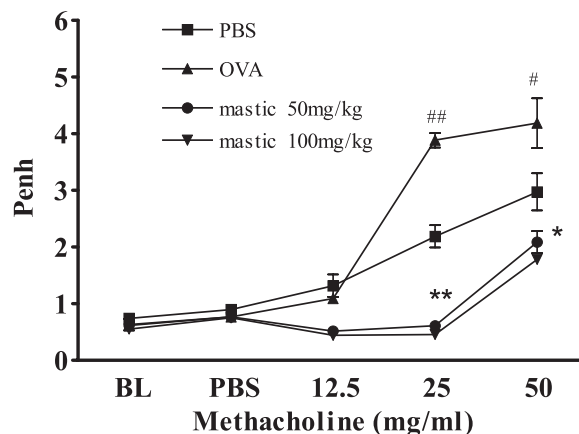 6
5
4
3
2
1
0
Penh
PBS
OVA
mastic 50mg/kg
mastic 100mg/kg
##
#
**
*
BL PBS 12.5 25 50
Methacholine (mg/ml)